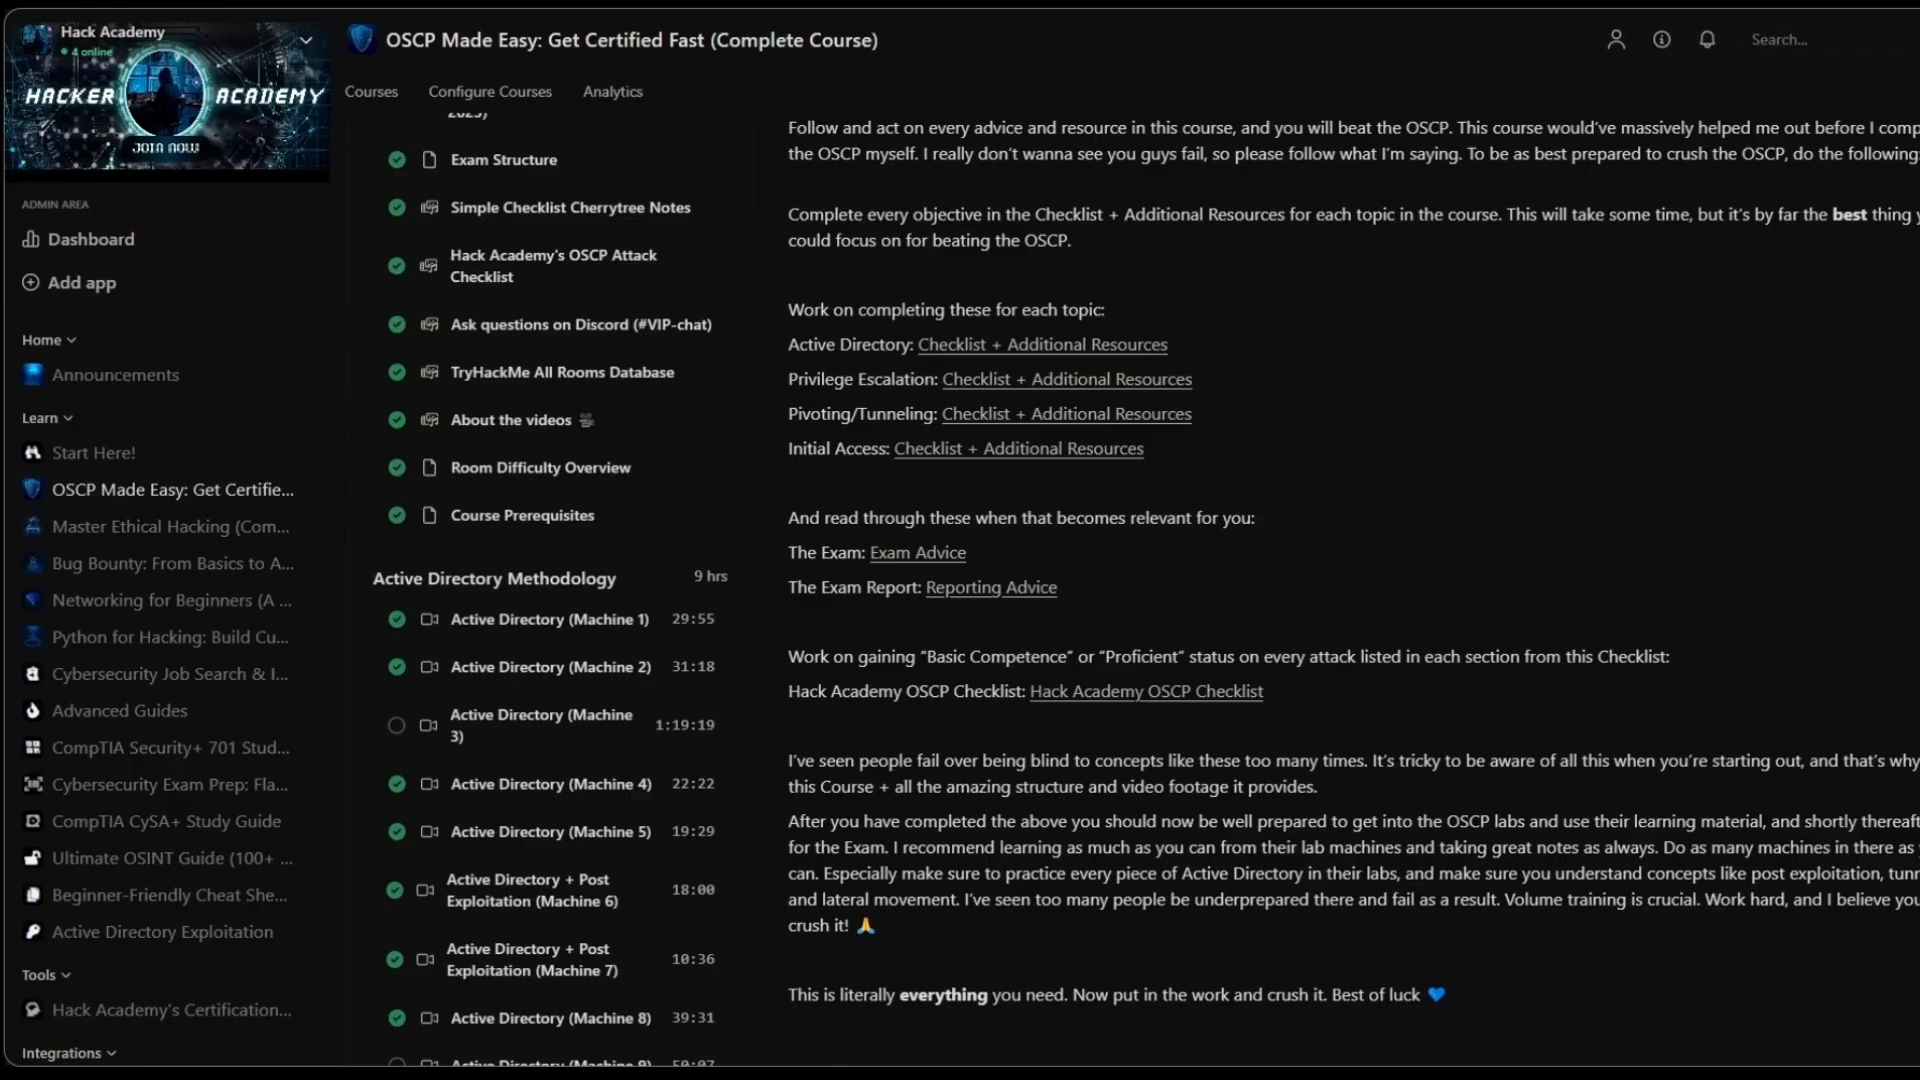 Hack Academy
4 online
HACKER ACADEMY
JOIN NOW
ADMIN AREA
Dashboard
Add app
Home
Announcements
Learn
Start Here!
OSCP Made Easy: Get Certifie...
Master Ethical Hacking (Com...
Bug Bounty: From Basics to A...
Networking for Beginners (A ...
Python for Hacking: Build Cu...
Cybersecurity Job Search & I...
Advanced Guides
CompTIA Security+ 701 Stud...
Cybersecurity Exam Prep: Fla...
CompTIA CySA+ Study Guide
Ultimate OSINT Guide (100+ ...
Beginner-Friendly Cheat She...
Active Directory Exploitation
Tools
Hack Academy's Certification...
Integrations
OSCP Made Easy: Get Certified Fast (Complete Course)
Search...
Courses
Configure Courses
Analytics
2025)
Exam Structure
Simple Checklist Cherrytree Notes
Hack Academy's OSCP Attack
Checklist
Ask questions on Discord (#VIP-chat)
TryHackMe All Rooms Database
About the videos
Room Difficulty Overview
Course Prerequisites
Active Directory Methodology 9 hrs
Active Directory (Machine 1) 29:55
Active Directory (Machine 2) 31:18
Active Directory (Machine
3) 1:19:19
Active Directory (Machine 4) 22:22
Active Directory (Machine 5) 19:29
Active Directory + Post
Exploitation (Machine 6) 18:00
Active Directory + Post
Exploitation (Machine 7) 10:36
Active Directory (Machine 8) 39:31
Active Directory (Machine 9) 50:07
Follow and act on every advice and resource in this course, and you will beat the OSCP. This course would've massively helped me out before I comp
the OSCP myself. I really don't wanna see you guys fail, so please follow what I'm saying. To be as best prepared to crush the OSCP, do the following
Complete every objective in the Checklist + Additional Resources for each topic in the course. This will take some time, but it's by far the best thing y
could focus on for beating the OSCP.
Work on completing these for each topic:
Active Directory: Checklist + Additional Resources
Privilege Escalation: Checklist + Additional Resources
Pivoting/Tunneling: Checklist + Additional Resources
Initial Access: Checklist + Additional Resources
And read through these when that becomes relevant for you:
The Exam: Exam Advice
The Exam Report: Reporting Advice
Work on gaining “Basic Competence” or “Proficient” status on every attack listed in each section from this Checklist:
Hack Academy OSCP Checklist: Hack Academy OSCP Checklist
I've seen people fail over being blind to concepts like these too many times. It's tricky to be aware of all this when you're starting out, and that's why
this Course + all the amazing structure and video footage it provides.
After you have completed the above you should now be well prepared to get into the OSCP labs and use their learning material, and shortly thereaft
for the Exam. I recommend learning as much as you can from their lab machines and taking great notes as always. Do as many machines in there as
can. Especially make sure to practice every piece of Active Directory in their labs, and make sure you understand concepts like post exploitation, tunn
and lateral movement. I've seen too many people be underprepared there and fail as a result. Volume training is crucial. Work hard, and I believe you
crush it! 🙏
This is literally everything you need. Now put in the work and crush it. Best of luck 💙